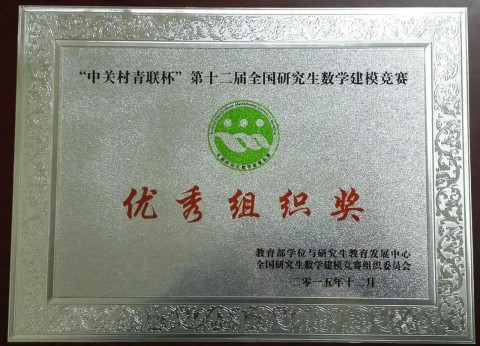 “中关村青联杯”第十二届全国研究生数学建模竞赛
优秀组织奖
教育部学位与研究生教育发展中心
全国研究生数学建模竞赛组织委员会
二零一五年十二月